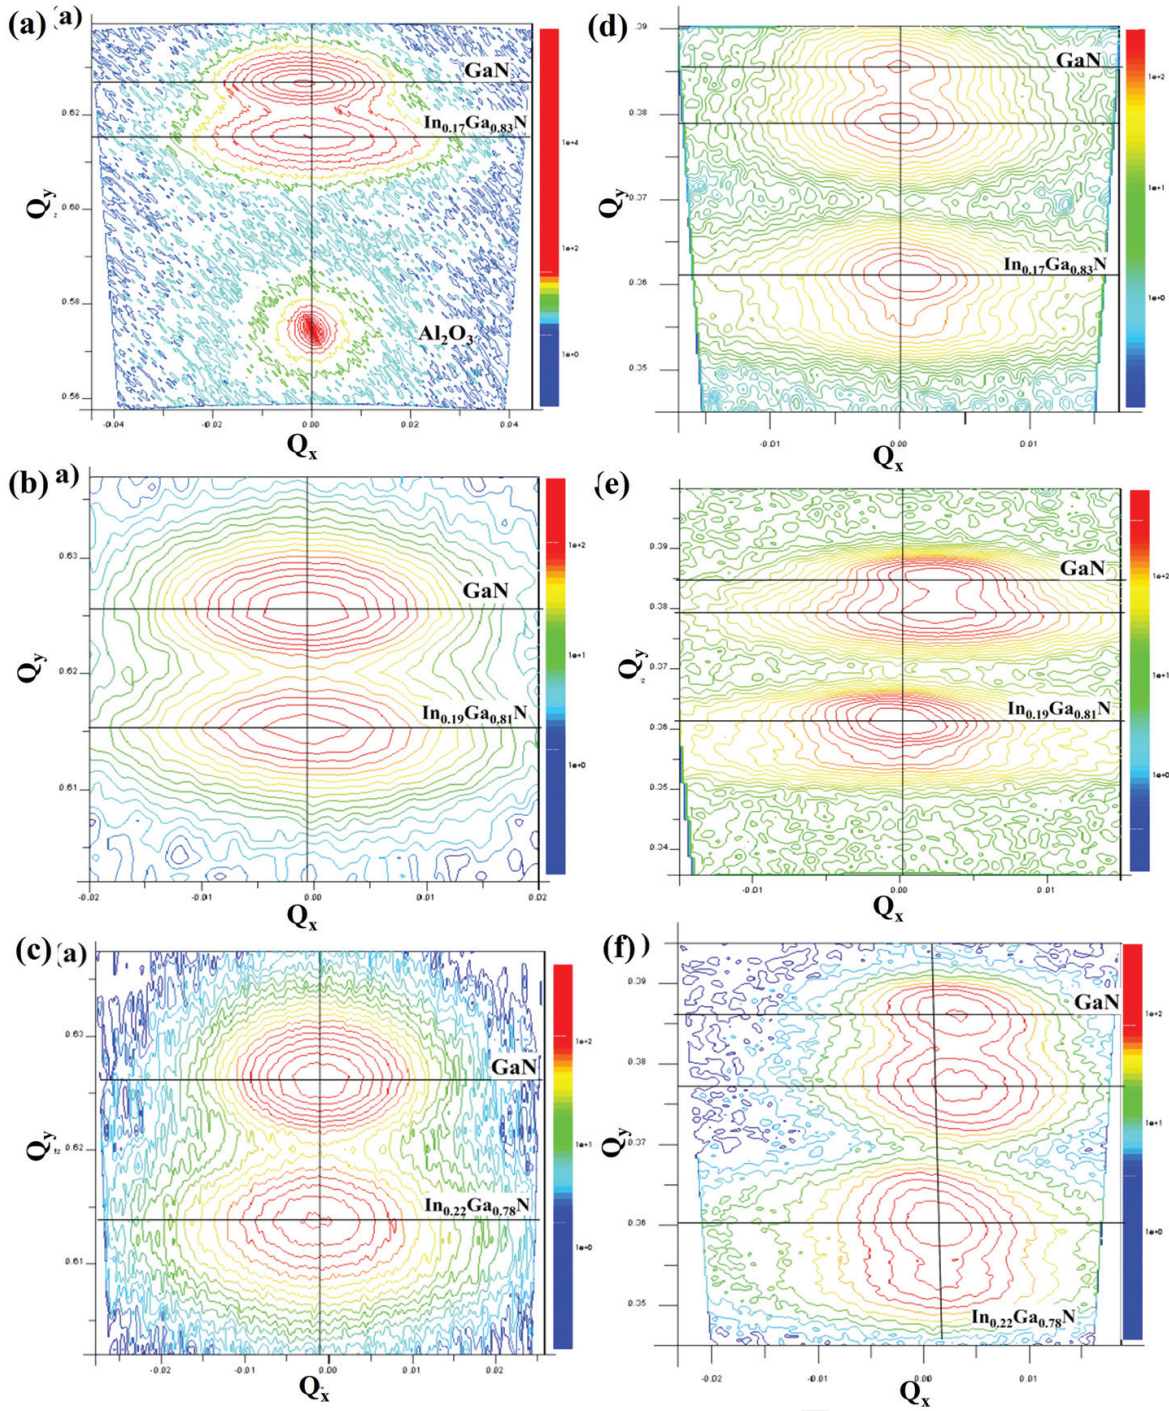 (a) (a)
GaN
In0.17Ga0.83N
Al2O3
0.62
0.60
0.58
0.56
Qy
-0.04
-0.02
0.00
0.02
0.04
Qx
1e+4
1e+2
1e+0
(d)
GaN
In0.17Ga0.83N
0.39
0.38
0.37
0.36
0.35
Qy
-0.01
0.00
0.01
Qx
1e+2
1e+1
1e+0
(b) a)
GaN
In0.19Ga0.81N
0.63
0.62
0.61
Qy
-0.02
-0.01
0.00
0.01
0.02
Qx
1e+2
1e+1
1e+0
(e)
GaN
In0.19Ga0.81N
0.39
0.38
0.37
0.36
0.35
0.34
Qy
-0.01
0.00
0.01
Qx
1e+2
1e+1
1e+0
(c) (a)
GaN
In0.22Ga0.78N
0.63
0.62
0.61
Qy
-0.02
-0.01
0.00
0.01
0.02
Qx
1e+2
1e+1
1e+0
(f)
GaN
In0.22Ga0.78N
0.39
0.38
0.37
0.36
0.35
Qy
-0.02
-0.01
0.00
0.01
Qx
1e+2
1e+1
1e+0